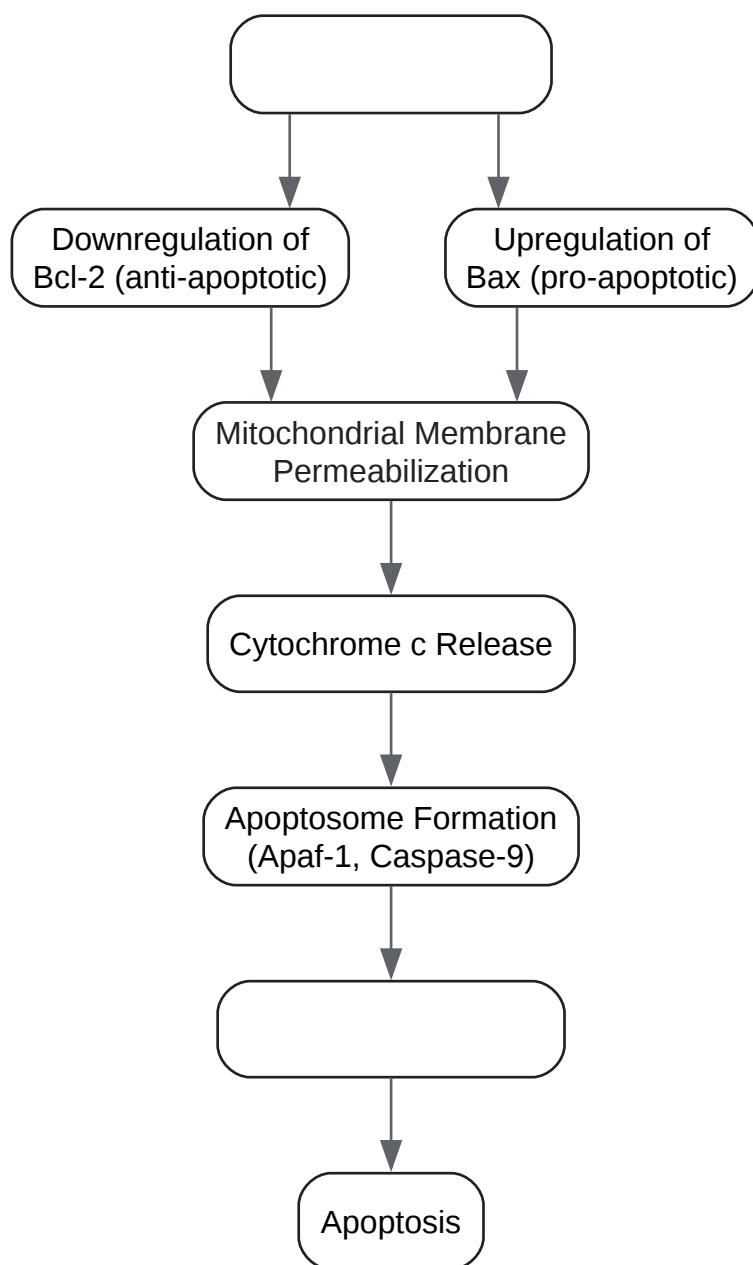 Downregulation of
Bcl-2 (anti-apoptotic)
Upregulation of
Bax (pro-apoptotic)
Mitochondrial Membrane
Permeabilization
Cytochrome c Release
Apoptosome Formation
(Apaf-1, Caspase-9)
Apoptosis